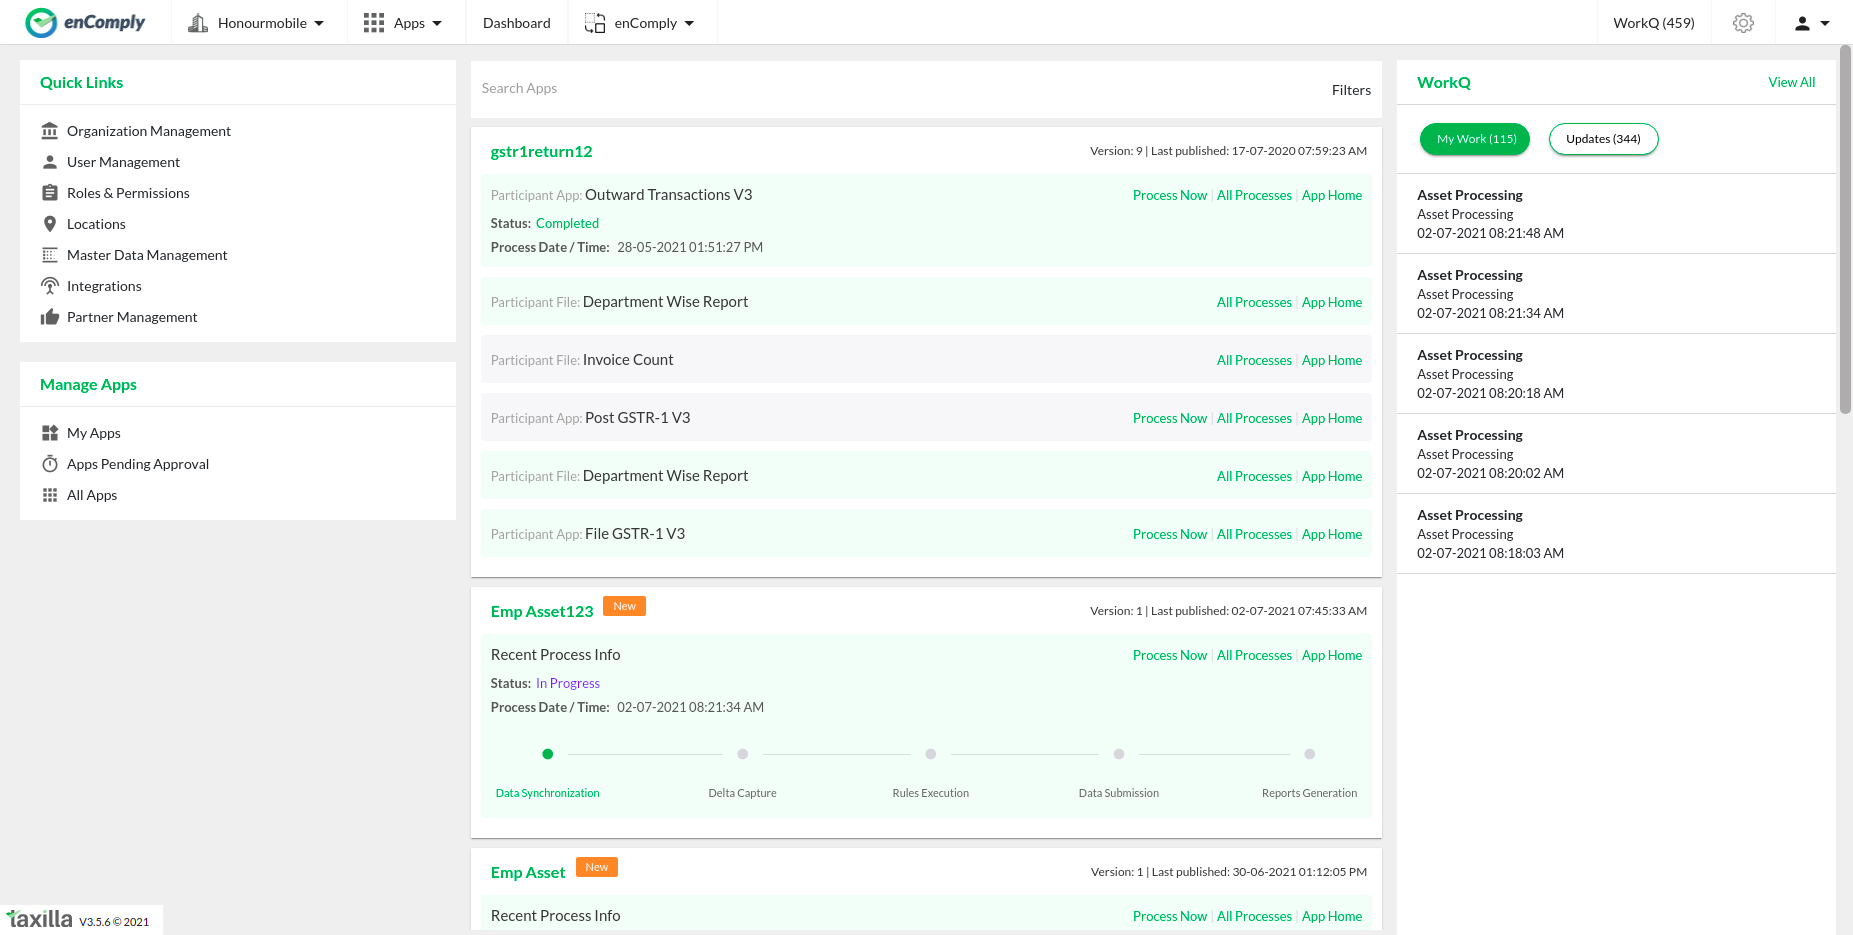 enComply
Honourmobile
Apps
Dashboard
enComply
WorkQ (459)
Quick Links
Organization Management
User Management
Roles & Permissions
Locations
Master Data Management
Integrations
Partner Management
Manage Apps
My Apps
Apps Pending Approval
All Apps
Search Apps
Filters
gstr1return12
Version: 9 | Last published: 17-07-2020 07:59:23 AM
Participant App: Outward Transactions V3
Process Now | All Processes | App Home
Status: Completed
Process Date / Time: 28-05-2021 01:51:27 PM
Participant File: Department Wise Report
All Processes | App Home
Participant File: Invoice Count
All Processes | App Home
Participant App: Post GSTR-1 V3
Process Now | All Processes | App Home
Participant File: Department Wise Report
All Processes | App Home
Participant App: File GSTR-1 V3
Process Now | All Processes | App Home
Emp Asset123 New
Version: 1 | Last published: 02-07-2021 07:45:33 AM
Recent Process Info
Process Now | All Processes | App Home
Status: In Progress
Process Date / Time: 02-07-2021 08:21:34 AM
Data Synchronization
Delta Capture
Rules Execution
Data Submission
Reports Generation
Emp Asset New
Version: 1 | Last published: 30-06-2021 01:12:05 PM
Recent Process Info
Process Now | All Processes | App Home
WorkQ
View All
My Work (115)
Updates (344)
Asset Processing
Asset Processing
02-07-2021 08:21:48 AM
Asset Processing
Asset Processing
02-07-2021 08:21:34 AM
Asset Processing
Asset Processing
02-07-2021 08:20:18 AM
Asset Processing
Asset Processing
02-07-2021 08:20:02 AM
Asset Processing
Asset Processing
02-07-2021 08:18:03 AM
taxilla V3.5.6 © 2021